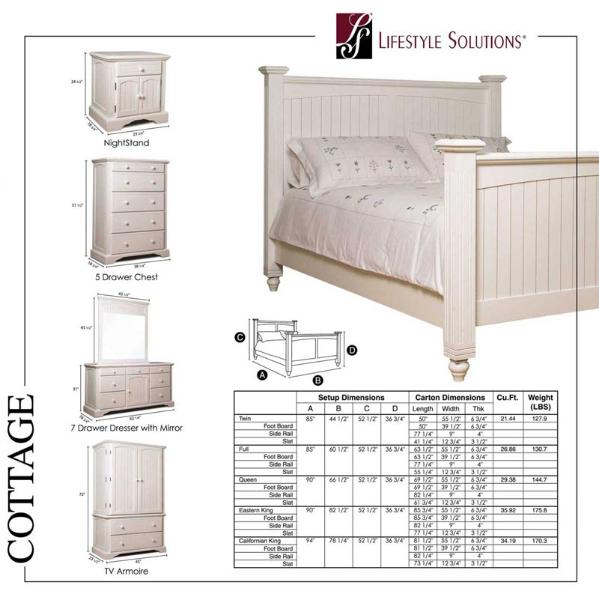 LIFESTYLE SOLUTIONS®
NightStand
5 Drawer Chest
7 Drawer Dresser with Mirror
TV Armoire
COTTAGE
C D A B
Setup Dimensions Carton Dimensions Cu.Ft. Weight
A B C D Length Width Thk (LBS)
Twin 85" 44 1/2" 52 1/2" 36 3/4" 50" 55 1/2" 6 3/4" 21.44 127.9
Foot Board 50" 39 1/2" 6 3/4"
Side Rail 77 1/4" 9" 4"
Slat 41 1/4" 12 3/4" 3 1/2"
Full 85" 60 1/2" 52 1/2" 36 3/4" 63 1/2" 55 1/2" 6 3/4" 26.86 130.7
Foot Board 63 1/2" 39 1/2" 6 3/4"
Side Rail 77 1/4" 9" 4"
Slat 55 1/4" 12 3/4" 3 1/2"
Queen 90" 66 1/2" 52 1/2" 36 3/4" 69 1/2" 55 1/2" 6 3/4" 29.38 144.7
Foot Board 69 1/2" 39 1/2" 6 3/4"
Side Rail 82 1/4" 9" 4"
Slat 61 3/4" 12 3/4" 3 1/2"
Eastern King 90" 82 1/2" 52 1/2" 36 3/4" 85 3/4" 55 1/2" 6 3/4" 35.92 175.8
Foot Board 85 3/4" 39 1/2" 6 3/4"
Side Rail 82 1/4" 9" 4"
Slat 77 1/4" 12 3/4" 3 1/2"
Californian King 94" 78 1/4" 52 1/2" 36 3/4" 81 1/2" 55 1/2" 6 3/4" 34.19 170.3
Foot Board 81 1/2" 39 1/2" 6 3/4"
Side Rail 82 1/4" 9" 4"
Slat 73 1/4" 12 3/4" 3 1/2"